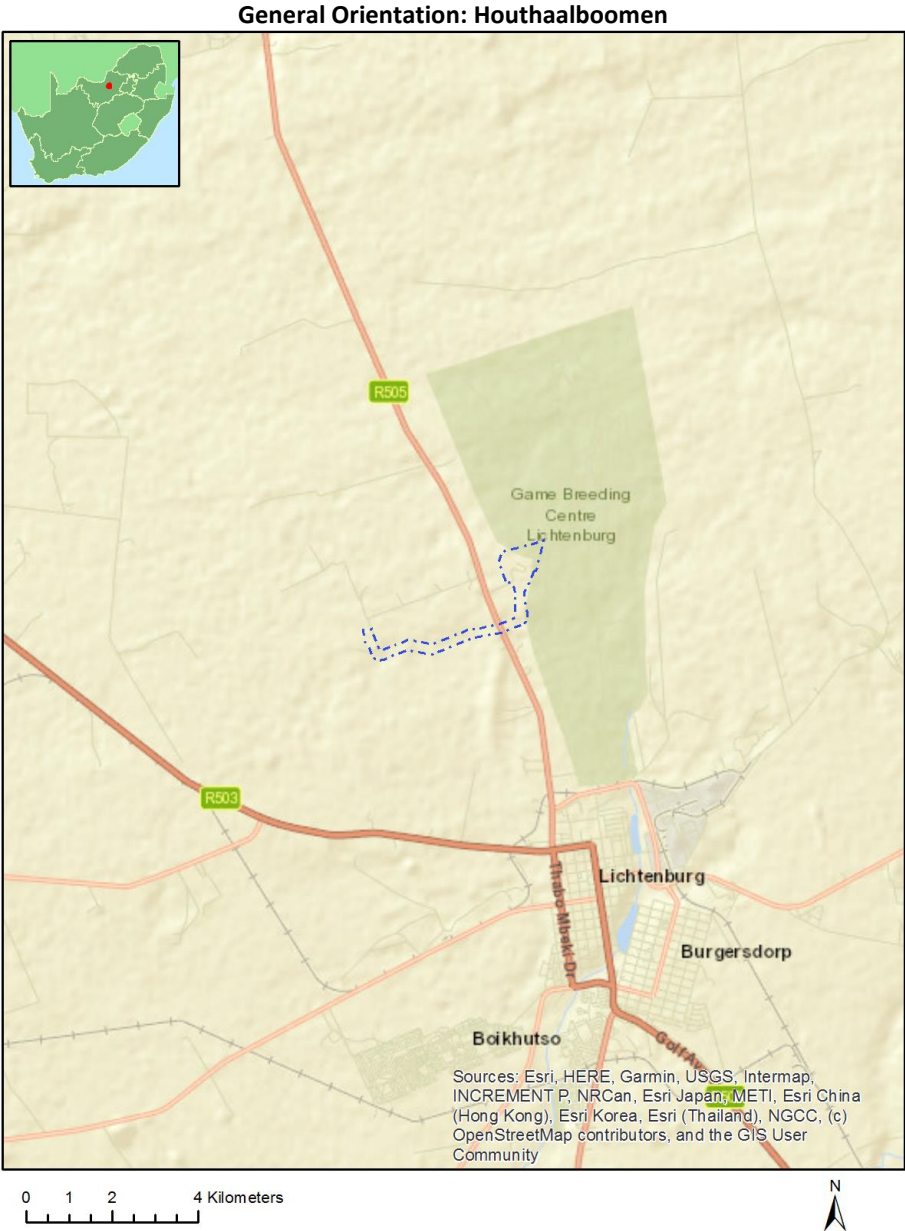 General Orientation: Houthaalboomen
R505
Game Breeding
Centre
Lichtenburg
R503
Lichtenburg
Thabo Mbeki Dr
Burgersdorp
Boikhutso
Golf Av
Sources: Esri, HERE, Garmin, USGS, Intermap,
INCREMENT P, NRCan, Esri Japan, METI, Esri China
(Hong Kong), Esri Korea, Esri (Thailand), NGCC, (c)
OpenStreetMap contributors, and the GIS User
Community
0 1 2 4 Kilometers
N